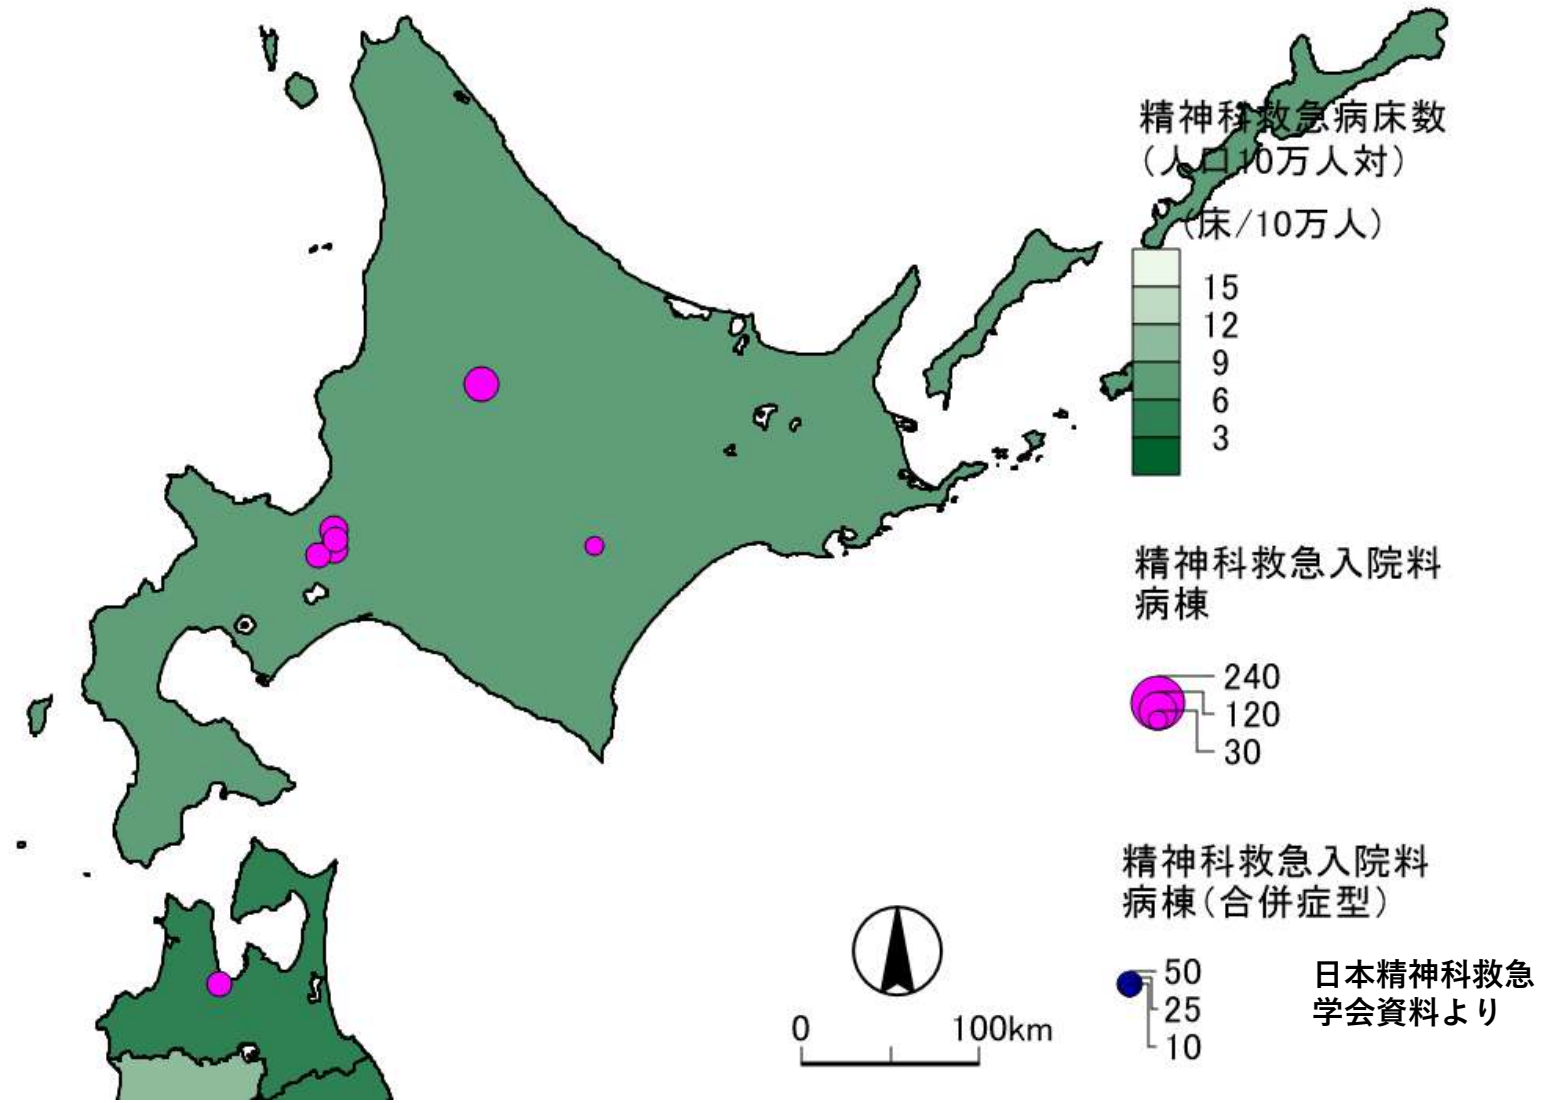 精神科救急病床数
(人口10万人対)
(床/10万人)
15
12
9
6
3
精神科救急入院料
病棟
240
120
30
精神科救急入院料
病棟(合併症型)
50
25
10
日本精神科救急
学会資料より
0 100km